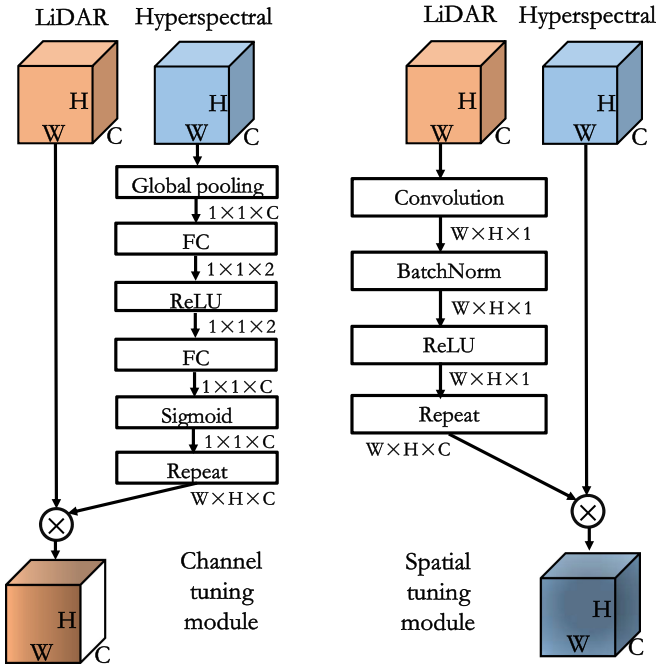 LiDAR Hyperspectral
H
W
C
H
W
C
Global pooling
1×1×C
FC
1×1×2
ReLU
1×1×2
FC
1×1×C
Sigmoid
1×1×C
Repeat
W×H×C
×
H
W
C
Channel
tuning
module
LiDAR Hyperspectral
H
W
C
H
W
C
Convolution
W×H×1
BatchNorm
W×H×1
ReLU
W×H×1
Repeat
W×H×C
×
Spatial
tuning
module
H
W
C